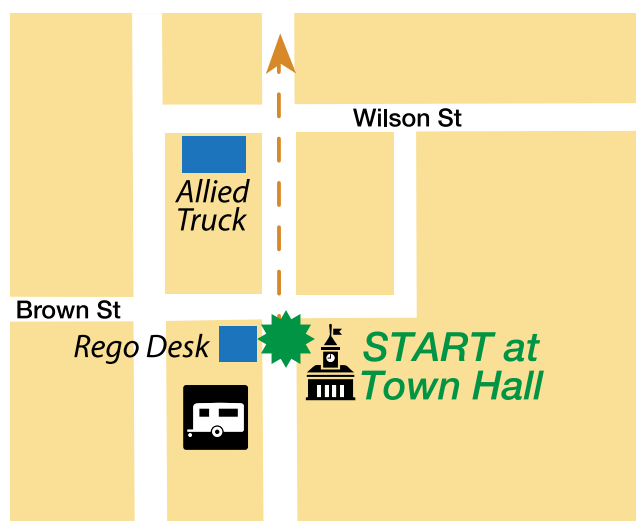 Wilson St
Allied
Truck
Brown St
Rego Desk
START at
Town Hall